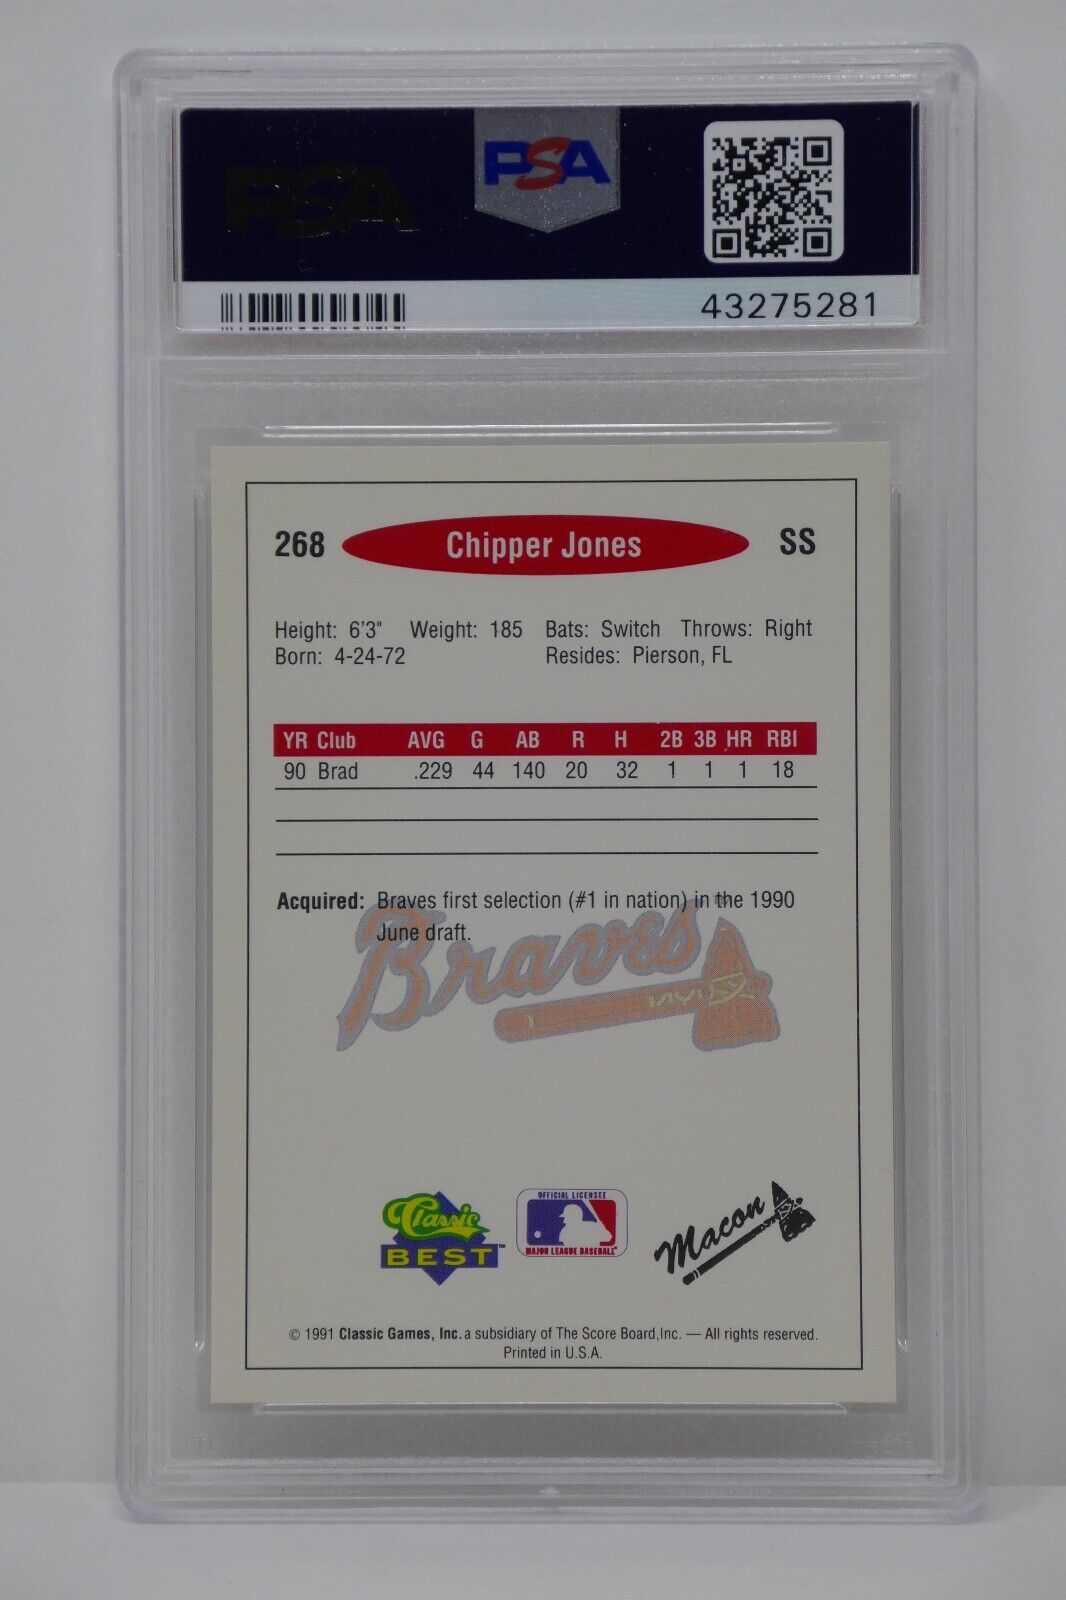 PSA
PSA
43275281
268 Chipper Jones SS
Height: 6'3" Weight: 185 Bats: Switch Throws: Right
Born: 4-24-72 Resides: Pierson, FL
YR Club AVG G AB R H 2B 3B HR RBI
90 Brad .229 44 140 20 32 1 1 1 18
Acquired: Braves first selection (#1 in nation) in the 1990
June draft.
Braves
Classic
BEST™
OFFICIAL LICENSEE
MAJOR LEAGUE BASEBALL
Macon
© 1991 Classic Games, Inc. a subsidiary of The Score Board,Inc. — All rights reserved.
Printed in U.S.A.